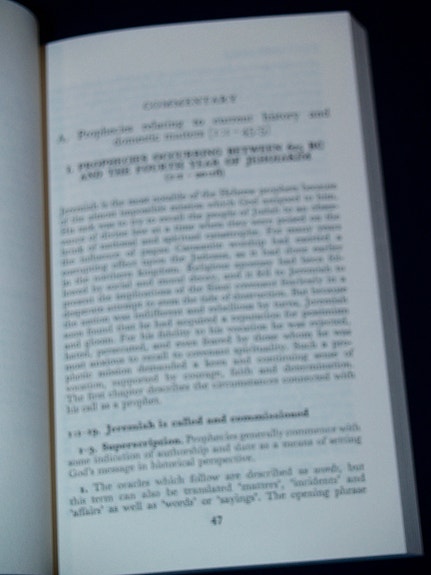 COMMENTARY
A. Prophecies relating to current history and
domestic matters
I. PROPHECIES OCCURRING BETWEEN BC
AND THE FOURTH YEAR OF JEHOIAKIM
Jeremiah is the most notable of the Hebrew prophets because
of the almost impossible mission which God assigned to him.
His task was to try to recall the people of Judah to an
of divine law at a time when they were poised on the
brink of national and spiritual catastrophe. For many years
the influence of pagan Canaanite worship had exerted a
corrupting effect upon the Judeans, as it had done earlier
in the northern kingdom. Religious apostasy had been
lowed by social and moral decay, and it fell to Jeremiah to
present the implications of the Sinai covenant forcibly in a
desperate attempt to stem the tide of destruction. But because
the nation was indifferent and rebellious by turns, Jeremiah
soon found that he had acquired a reputation for pessimism
and gloom. For his fidelity to his vocation he was rejected,
hated, persecuted, and even feared by those whom he was
most anxious to recall to covenant spirituality. Such a pro-
phetic mission demanded a keen and continuing sense of
vocation, supported by courage, faith and determination.
The first chapter describes the circumstances connected with
his call as a prophet.
1:1-19. Jeremiah is called and commissioned
1-3. Superscription. Prophecies generally commence with
some indication of authorship and date as a means of setting
God's message in historical perspective.
1. The oracles which follow are described as words, but
this term can also be translated 'matters', 'incidents' and
'affairs' as well as 'words' or 'sayings'. The opening phrase
47